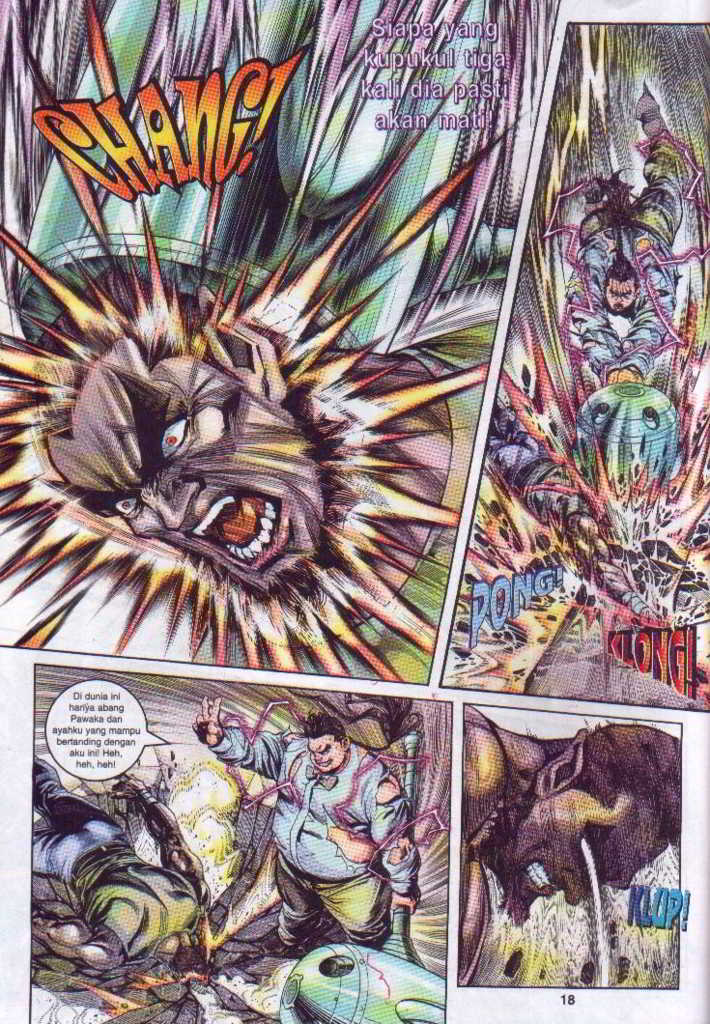 Siapa yang
kupukul tiga
kali dia pasti
akan mati!
CHANG!
PONG!
KLONG!
Di dunia ini
hanya abang
Pawaka dan
ayahku yang mampu
bertanding dengan
aku ini! Heh,
heh, heh!
KLUP!
18